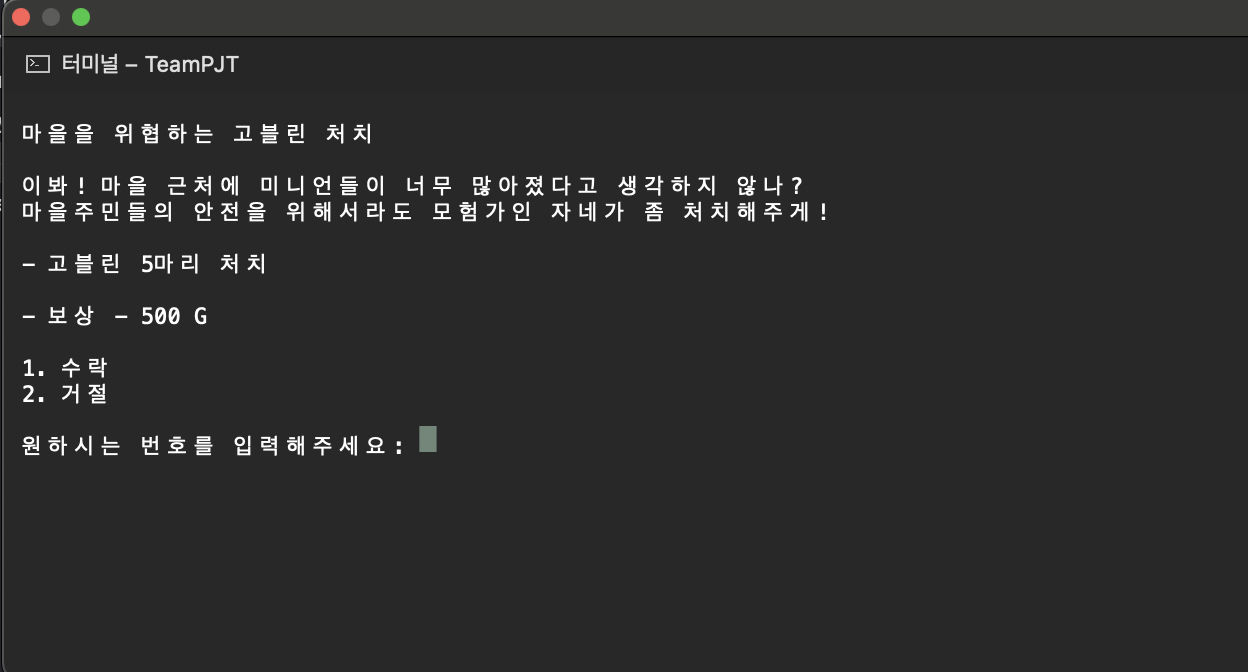 터미널 – TeamPJT
마을을 위협하는 고블린 처치
이봐! 마을 근처에 미니언들이 너무 많아졌다고 생각하지 않나?
마을주민들의 안전을 위해서라도 모험가인 자네가 좀 처치해주게!
- 고블린 5마리 처치
- 보상 - 500 G
1. 수락
2. 거절
원하시는 번호를 입력해주세요: